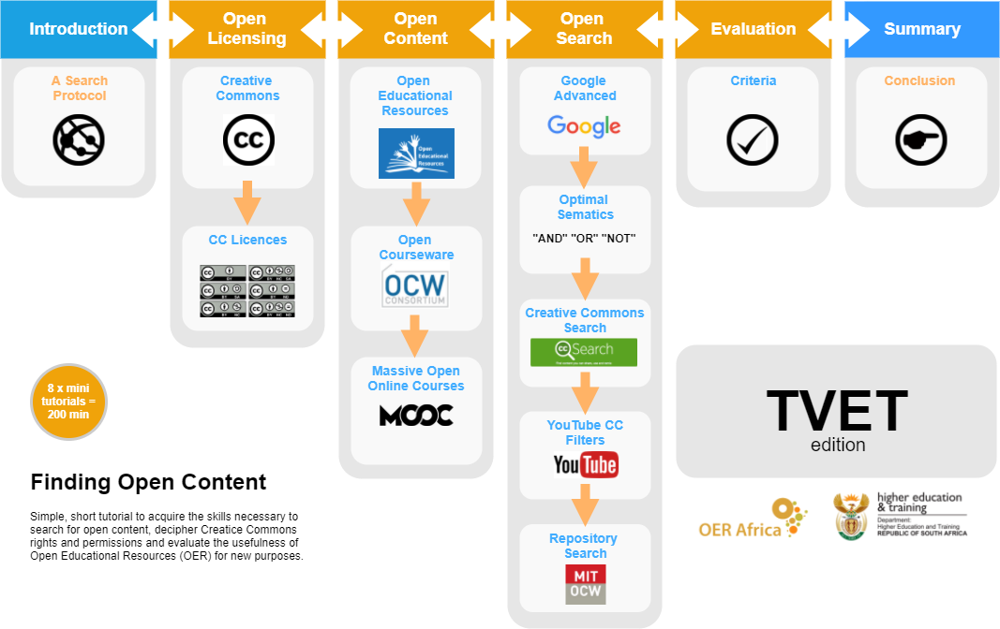 Introduction
Open
Licensing
Open
Content
Open
Search
Evaluation
Summary
A Search
Protocol
Creative
Commons
CC
CC Licences
Open
Educational
Resources
Open
Educational
Resources
Open
Courseware
OCW
CONSORTIUM
Massive Open
Online Courses
MOOC
Google
Advanced
Google
Optimal
Sematics
"AND" "OR" "NOT"
Creative Commons
Search
CC Search
YouTube CC
Filters
YouTube
Repository
Search
MIT
OCW
Criteria
Conclusion
8 x mini
tutorials =
200 min
Finding Open Content
Simple, short tutorial to acquire the skills necessary to
search for open content, decipher Creatice Commons
rights and permissions and evaluate the usefulness of
Open Educational Resources (OER) for new purposes.
TVET
edition
OER Africa
higher education
& training
Department:
Higher Education and Training
REPUBLIC OF SOUTH AFRICA